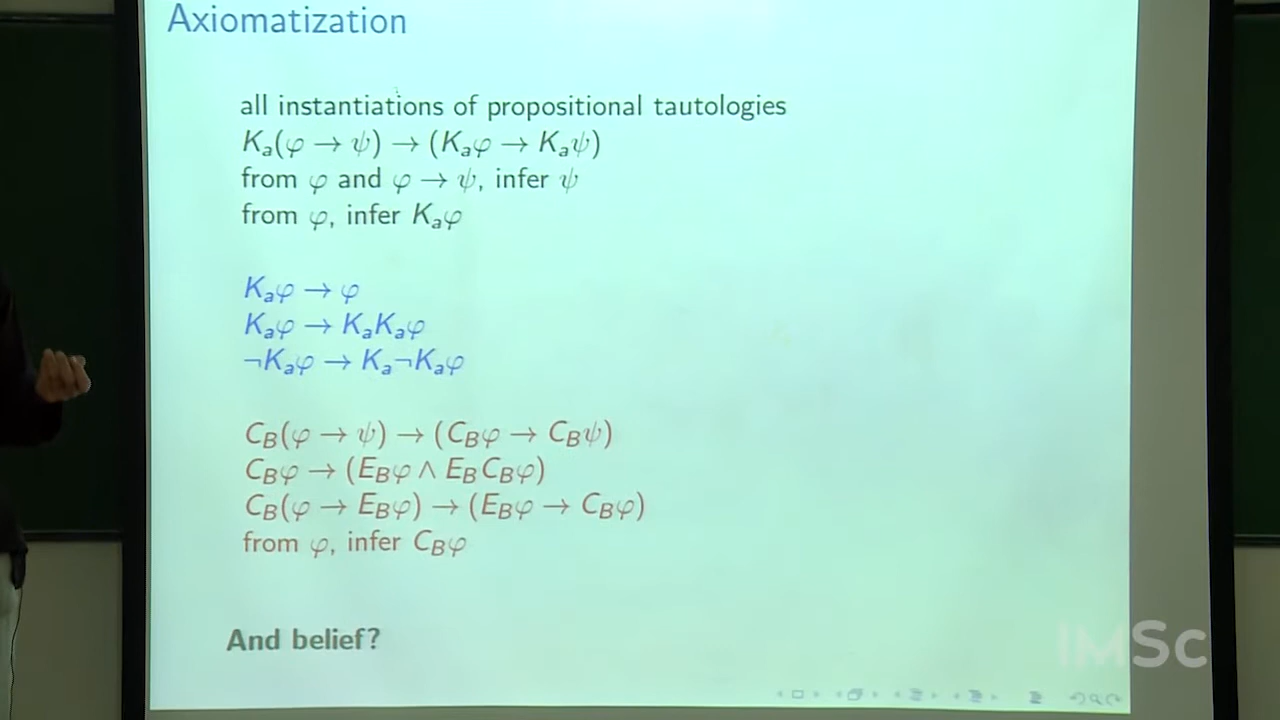 Axiomatization
all instantiations of propositional tautologies
Kₐ(φ → ψ) → (Kₐφ → Kₐψ)
from φ and φ → ψ, infer ψ
from φ, infer Kₐφ
Kₐφ → φ
Kₐφ → KₐKₐφ
¬Kₐφ → Kₐ¬Kₐφ
C_B(φ → ψ) → (C_Bφ → C_Bψ)
C_Bφ → (E_Bφ ∧ E_BC_Bφ)
C_B(φ → E_Bφ) → (E_Bφ → C_Bφ)
from φ, infer C_Bφ
And belief?
IMSc